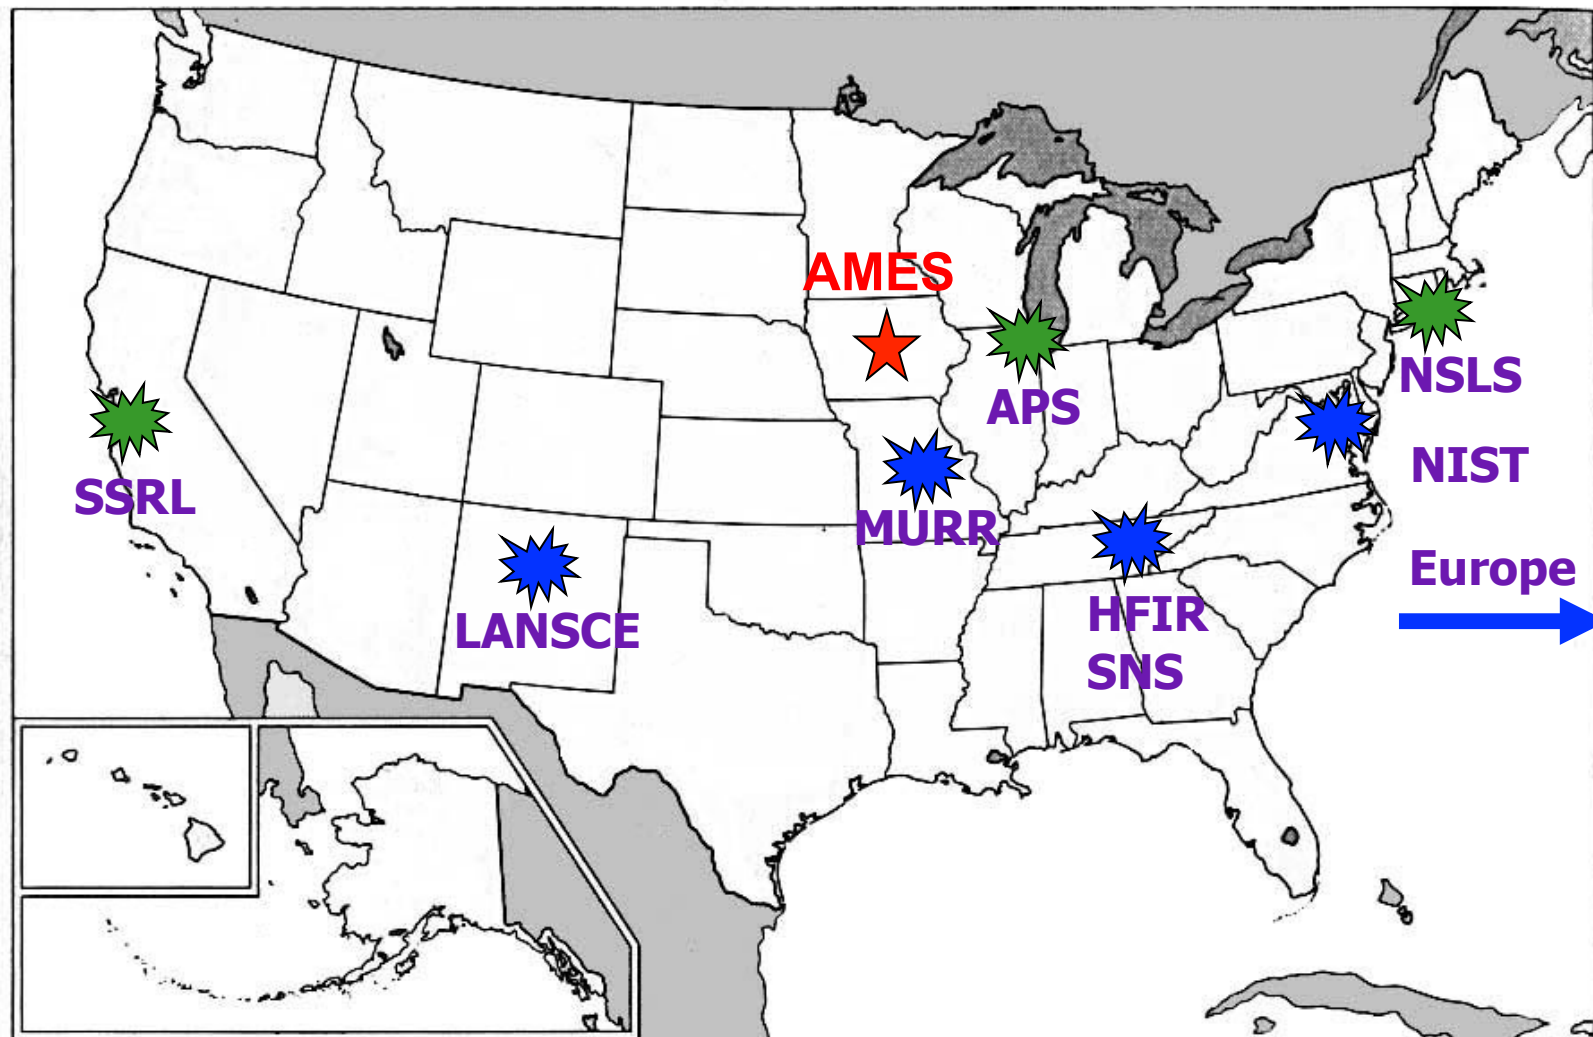 AMES
NSLS
APS
NIST
SSRL
MURR
Europe
LANSCE
HFIR
SNS